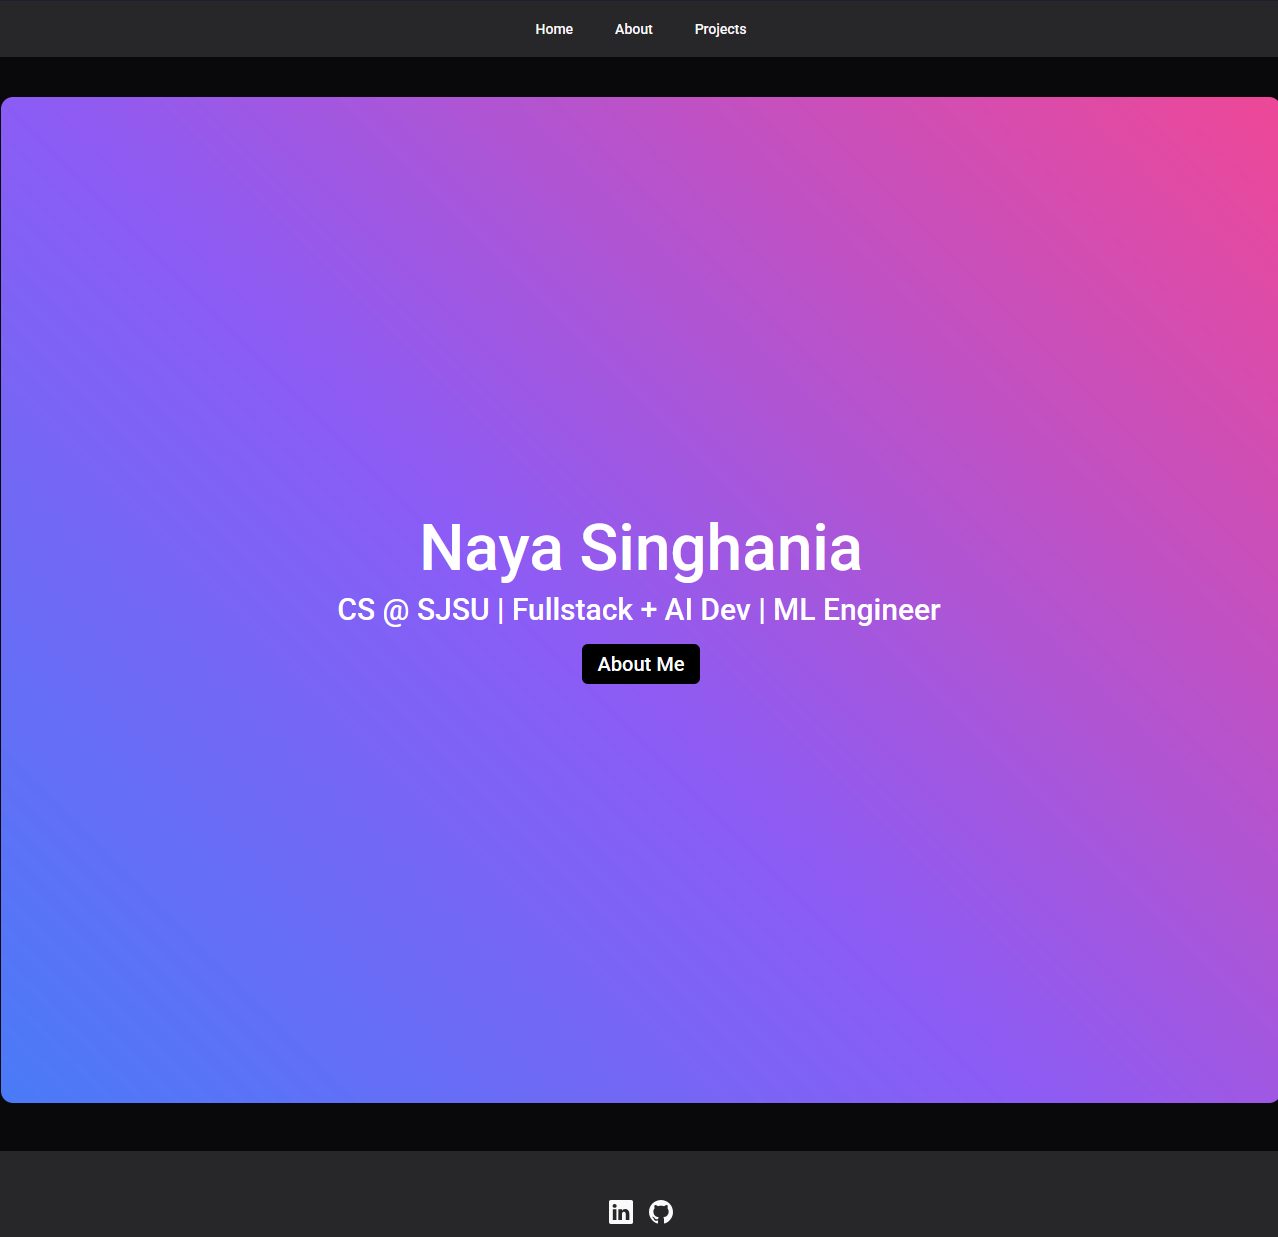 Home About Projects
Naya Singhania
CS @ SJSU | Fullstack + AI Dev | ML Engineer
About Me
in